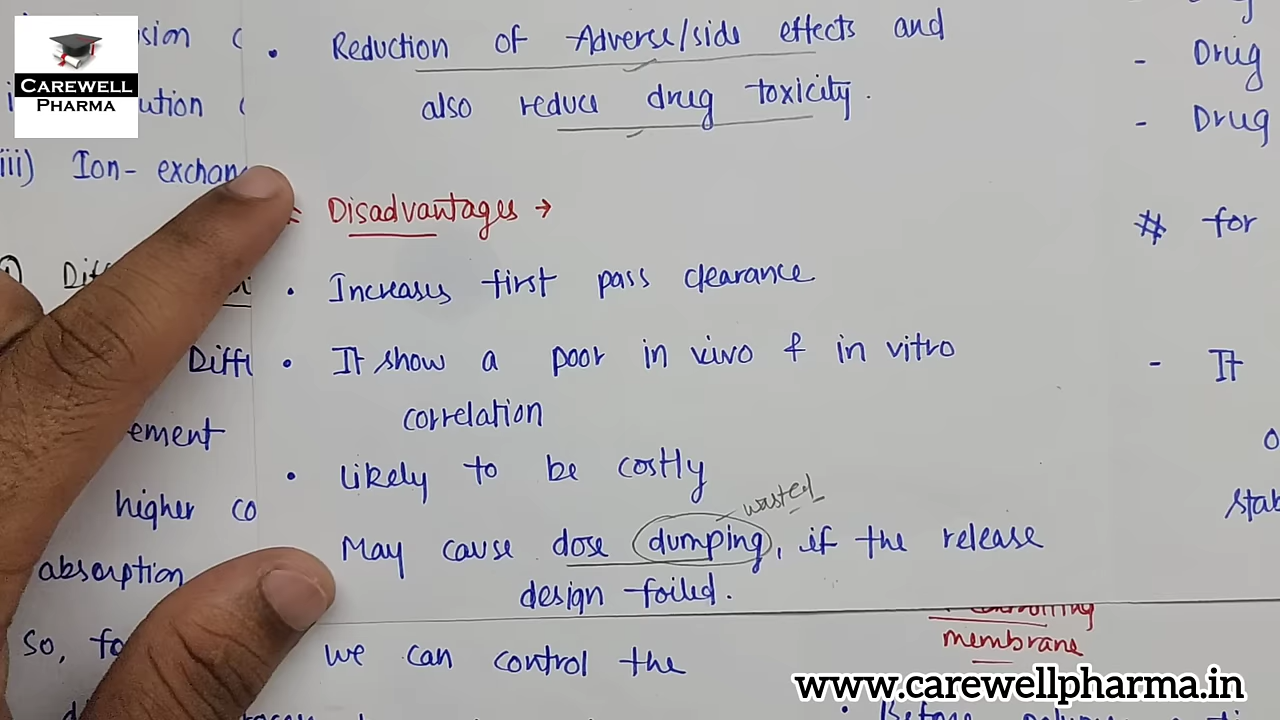 CAREWELL
PHARMA
• Reduction of Adverse/side effects and
also reduce drug toxicity.
Disadvantages →
• Increases first pass clearance
• It show a poor in vivo & in vitro
correlation
• Likely to be costly
wasted
May cause dose dumping, if the release
design foiled.
iii) Ion-exchan
Diff
ement
higher co
absorption
So, fo
we can control the
- Drug
- Drug
# for
- It
stab
membrane
• Before
www.carewellpharma.in